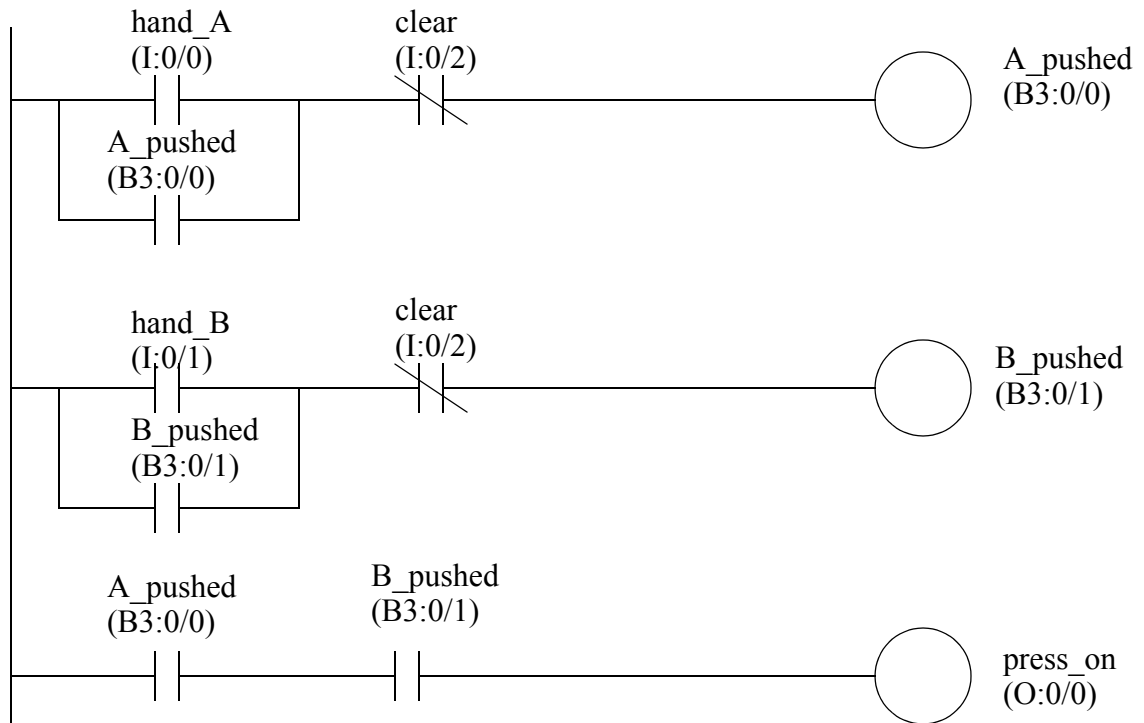 hand_A
(I:0/0)
clear
(I:0/2)
A_pushed
(B3:0/0)
A_pushed
(B3:0/0)
hand_B
(I:0/1)
clear
(I:0/2)
B_pushed
(B3:0/1)
B_pushed
(B3:0/1)
A_pushed
(B3:0/0)
B_pushed
(B3:0/1)
press_on
(O:0/0)